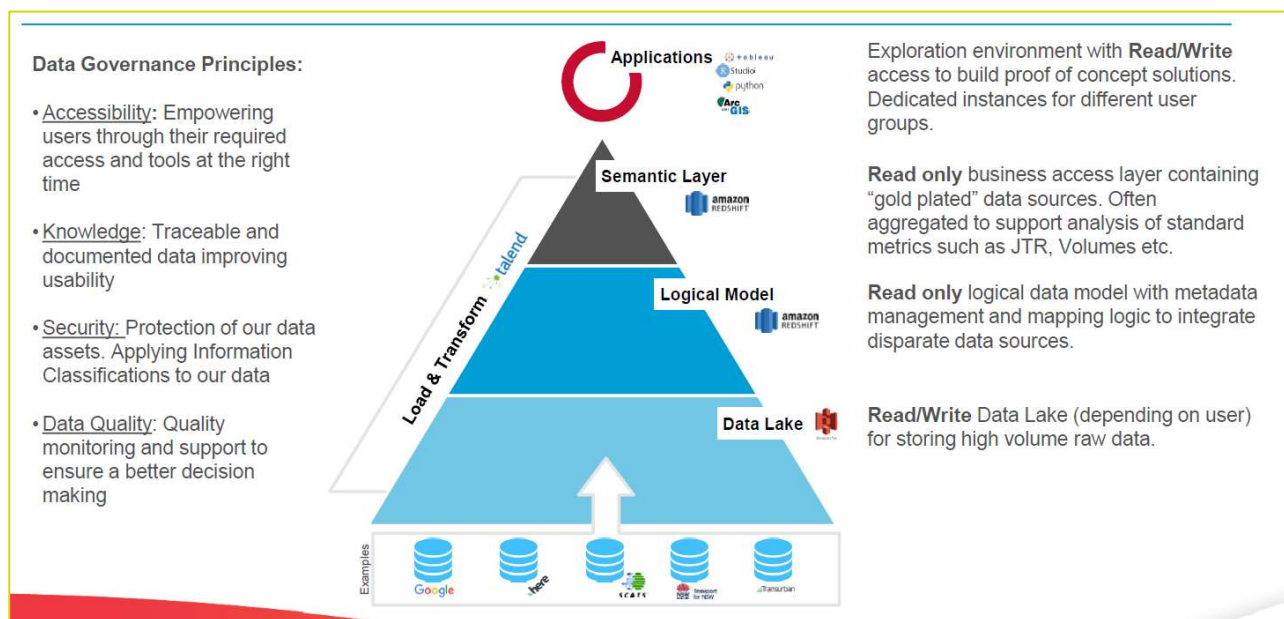 Data Governance Principles:
• Accessibility: Empowering
users through their required
access and tools at the right
time
• Knowledge: Traceable and
documented data improving
usability
• Security: Protection of our data
assets. Applying Information
Classifications to our data
• Data Quality: Quality
monitoring and support to
ensure a better decision
making
Applications
tableau
R Studio
python
ArcGIS
Semantic Layer
amazon
REDSHIFT
Load & Transform
talend
Logical Model
amazon
REDSHIFT
Data Lake
Examples
Google
here
SCATS
NSW
Transport
for NSW
Transurban
Exploration environment with Read/Write
access to build proof of concept solutions.
Dedicated instances for different user
groups.
Read only business access layer containing
“gold plated” data sources. Often
aggregated to support analysis of standard
metrics such as JTR, Volumes etc.
Read only logical data model with metadata
management and mapping logic to integrate
disparate data sources.
Read/Write Data Lake (depending on user)
for storing high volume raw data.